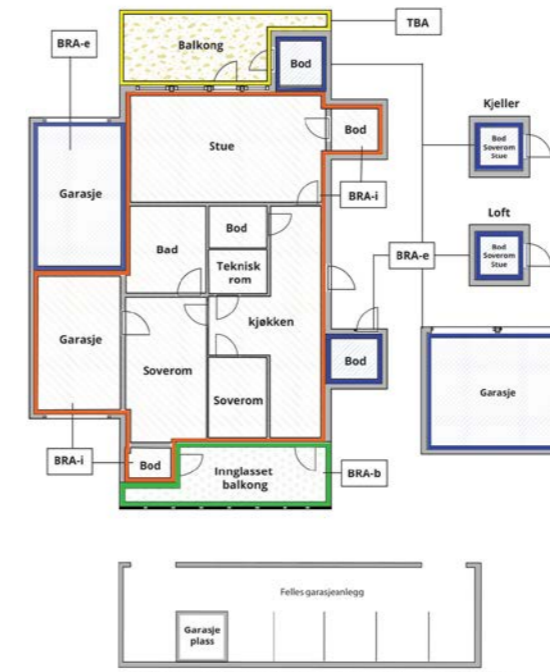 TBA
BRA-e
Balkong
Bod
Kjeller
Bod
Soverom
Stue
Stue
Bod
BRA-i
Garasje
Loft
Bad
Bod
Teknisk
rom
BRA-e
Bod
Soverom
Stue
Garasje
kjøkken
Soverom
Soverom
Bod
Garasje
BRA-i
Bod
Innglasset
balkong
BRA-b
Felles garasjeanlegg
Garasje
plass